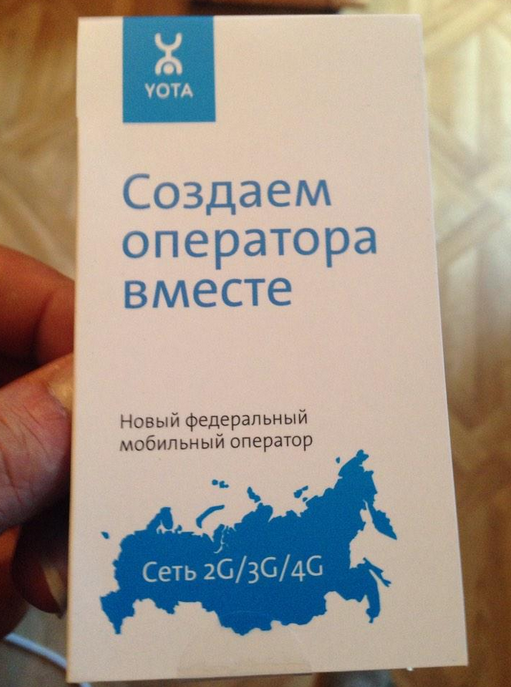 YOTA
Создаем
оператора
вместе
Новый федеральный
мобильный оператор
Сеть 2G/3G/4G